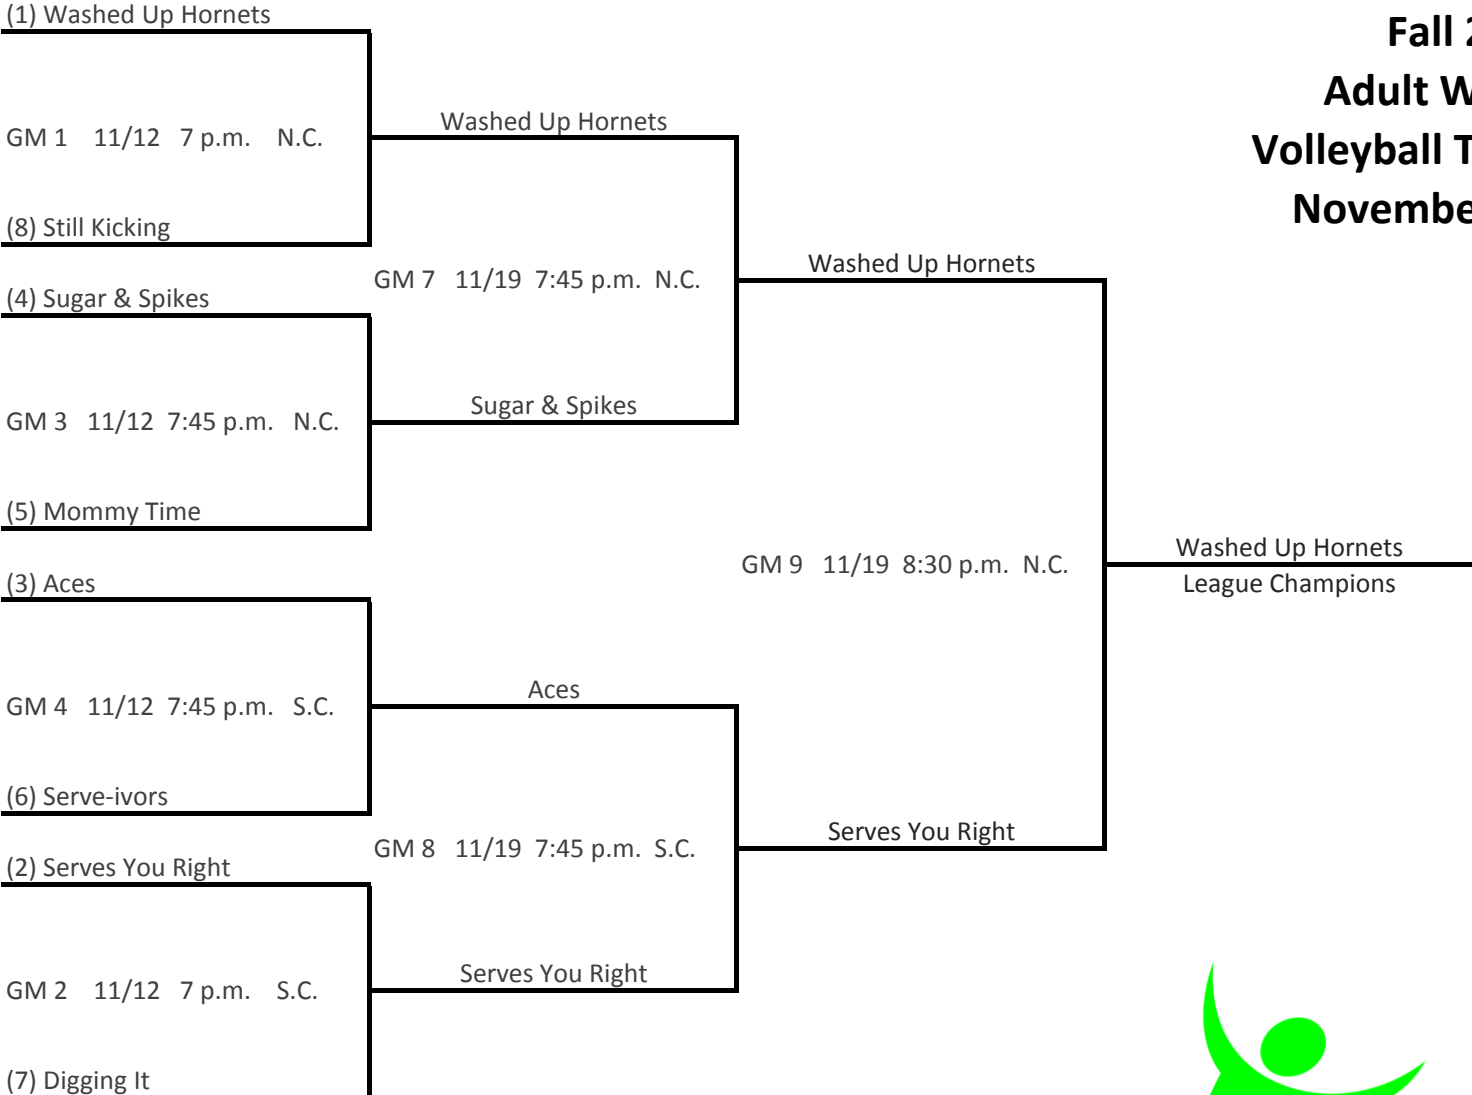 (1) Washed Up Hornets
Fall
Adult
Volleyball
GM 1 11/12 7 p.m. N.C.
Washed Up Hornets
(8) Still Kicking
GM 7 11/19 7:45 p.m. N.C.
Washed Up Hornets
(4) Sugar & Spikes
GM 3 11/12 7:45 p.m. N.C.
Sugar & Spikes
(5) Mommy Time
GM 9 11/19 8:30 p.m. N.C.
Washed Up Hornets
League Champions
(3) Aces
GM 4 11/12 7:45 p.m. S.C.
Aces
(6) Serve-ivors
GM 8 11/19 7:45 p.m. S.C.
Serves You Right
(2) Serves You Right
GM 2 11/12 7 p.m. S.C.
Serves You Right
(7) Digging It